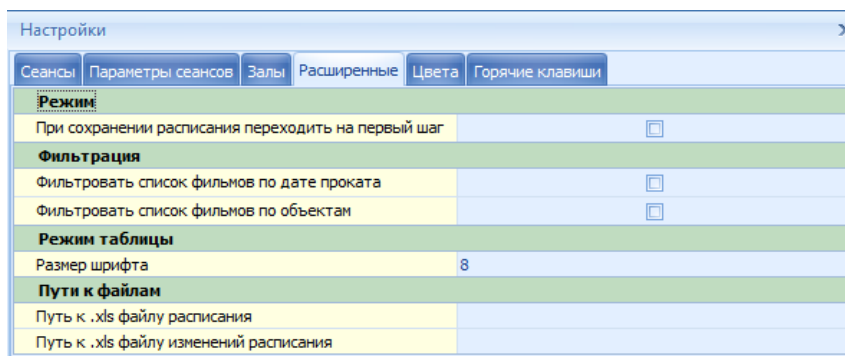 Настройки
Сеансы Параметры сеансов Залы Расширенные Цвета Горячие клавиши
Режим
При сохранении расписания переходить на первый шаг
Фильтрация
Фильтровать список фильмов по дате проката
Фильтровать список фильмов по объектам
Режим таблицы
Размер шрифта 8
Пути к файлам
Путь к .xls файлу расписания
Путь к .xls файлу изменений расписания